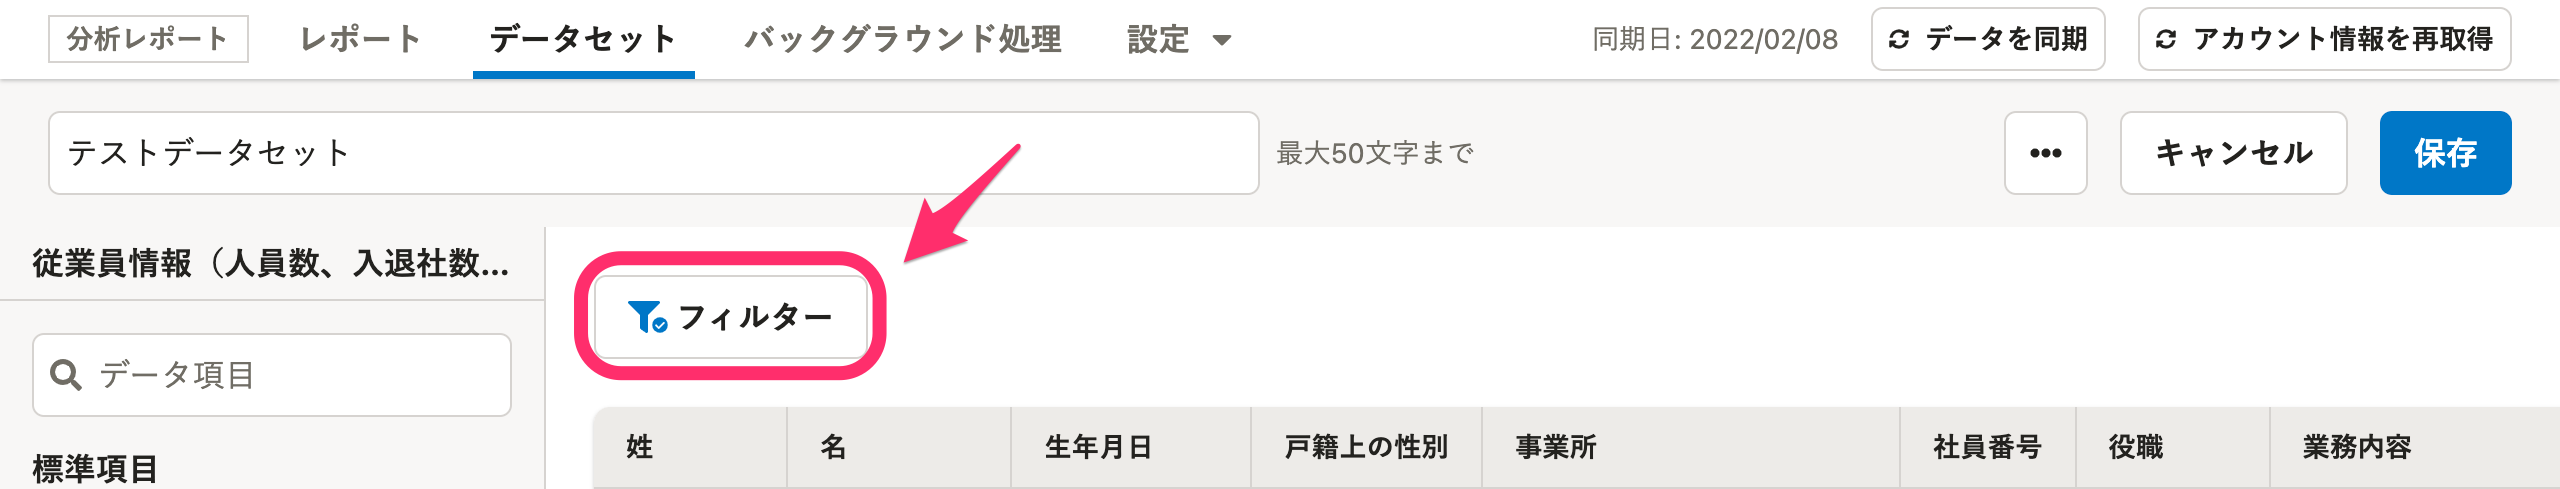 分析レポート レポート データセット バックグラウンド処理 設定 同期日: 2022/02/08 データを同期 アカウント情報を再取得
テストデータセット 最大50文字まで ••• キャンセル 保存
従業員情報（人員数、入退社数...
フィルター
データ項目
姓 名 生年月日 戸籍上の性別 事業所 社員番号 役職 業務内容
標準項目